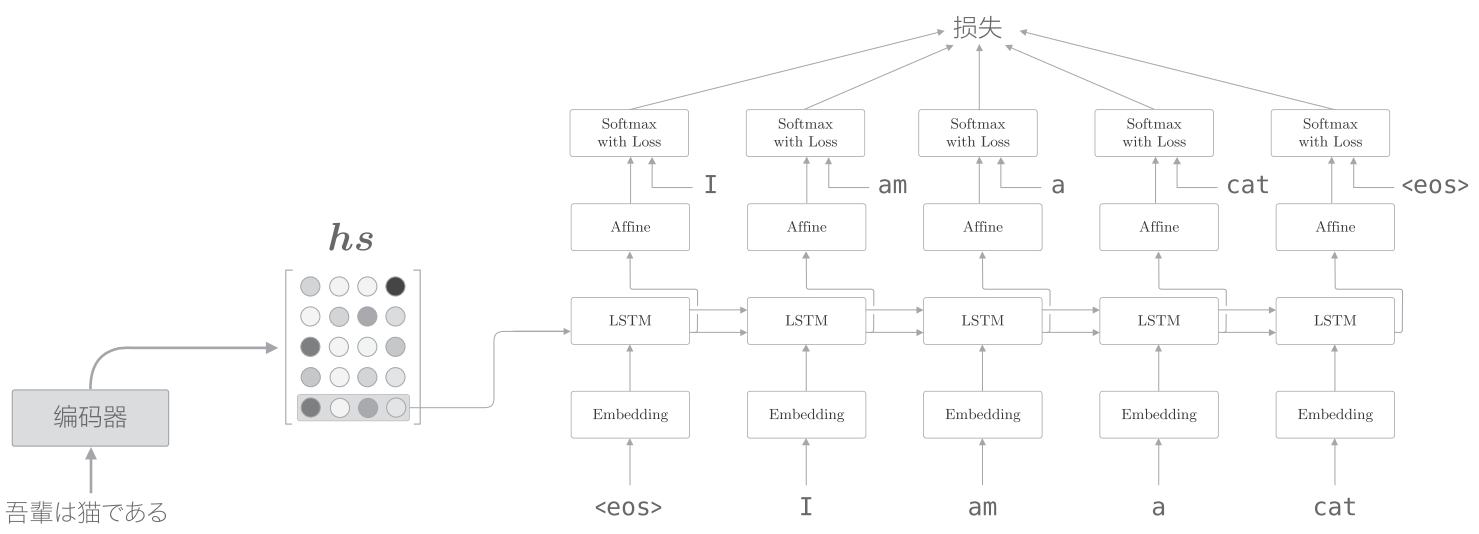 损失
Softmax
with Loss
Softmax
with Loss
Softmax
with Loss
Softmax
with Loss
Softmax
with Loss
I
am
a
cat
<eos>
Affine
Affine
Affine
Affine
Affine
hs
LSTM
LSTM
LSTM
LSTM
LSTM
编码器
Embedding
Embedding
Embedding
Embedding
Embedding
吾輩は猫である
<eos>
I
am
a
cat